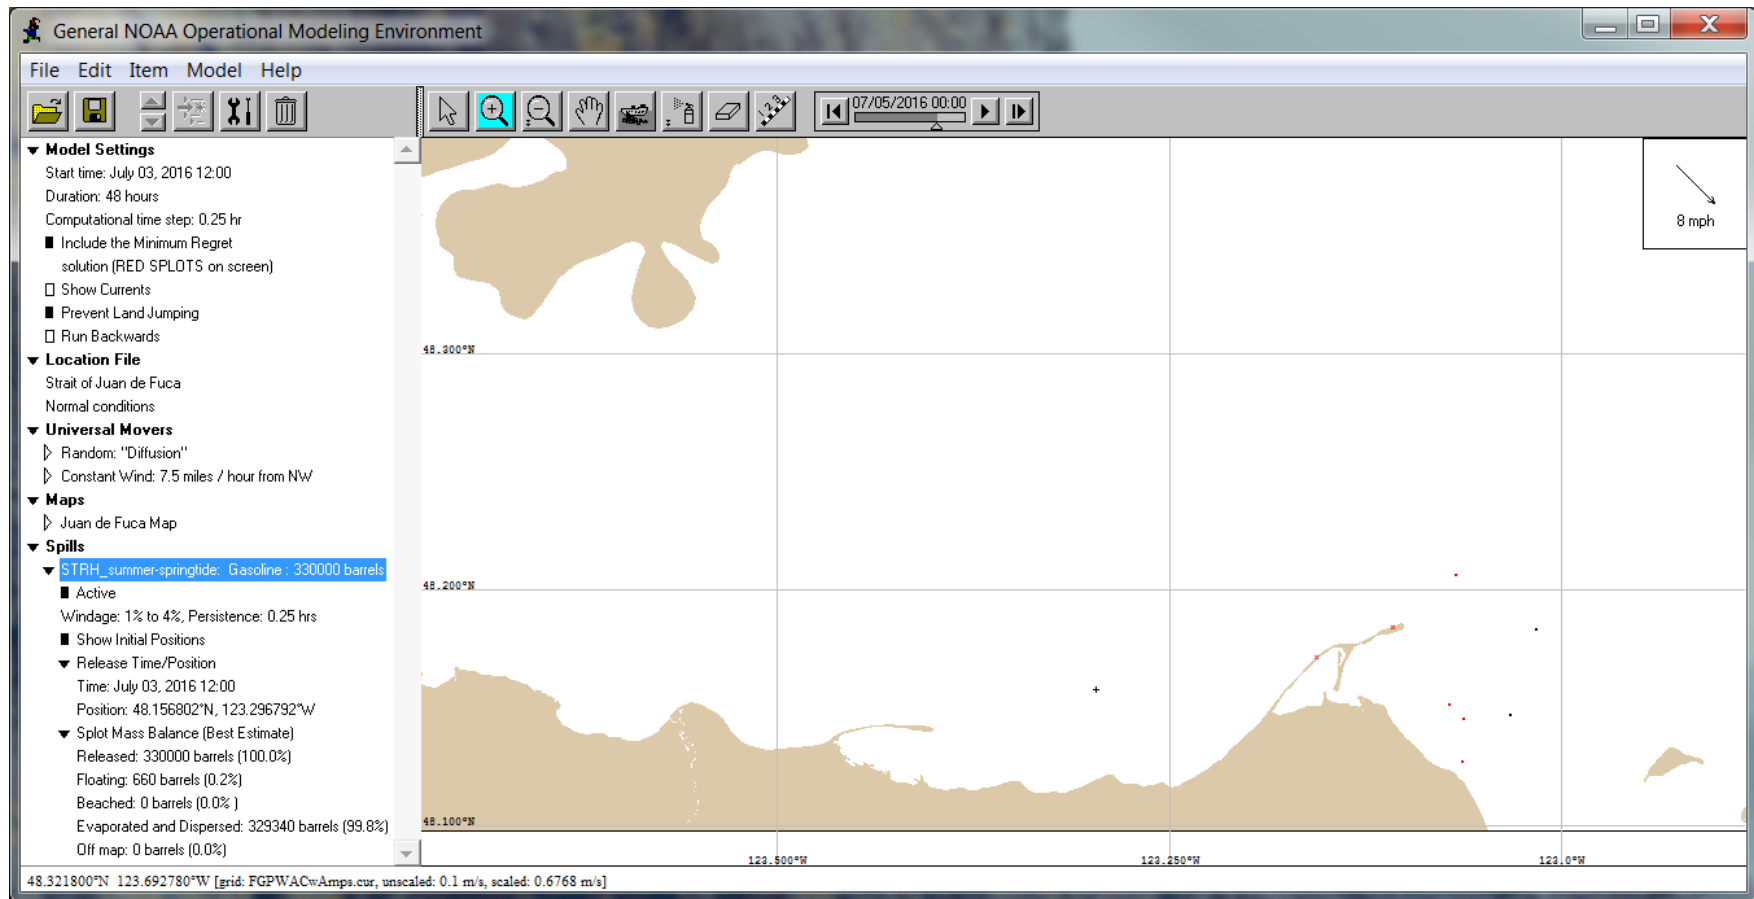 General NOAA Operational Modeling Environment
File Edit Item Model Help
07/05/2016 00:00
Model Settings
Start time: July 03, 2016 12:00
Duration: 48 hours
Computational time step: 0.25 hr
Include the Minimum Regret
solution (RED SPLOTS on screen)
Show Currents
Prevent Land Jumping
Run Backwards
Location File
Strait of Juan de Fuca
Normal conditions
Universal Movers
Random: "Diffusion"
Constant Wind: 7.5 miles / hour from NW
Maps
Juan de Fuca Map
Spills
STRH_summer-springtide: Gasoline : 330000 barrels
Active
Windage: 1% to 4%, Persistence: 0.25 hrs
Show Initial Positions
Release Time/Position
Time: July 03, 2016 12:00
Position: 48.156802°N, 123.296792°W
Splot Mass Balance (Best Estimate)
Released: 330000 barrels (100.0%)
Floating: 660 barrels (0.2%)
Beached: 0 barrels (0.0% )
Evaporated and Dispersed: 329340 barrels (99.8%)
Off map: 0 barrels (0.0%)
8 mph
48.300°N
48.200°N
48.100°N
123.500°W
123.250°W
123.0°W
48.321800°N 123.692780°W [grid: FGPWACwAmps.cur, unscaled: 0.1 m/s, scaled: 0.6768 m/s]